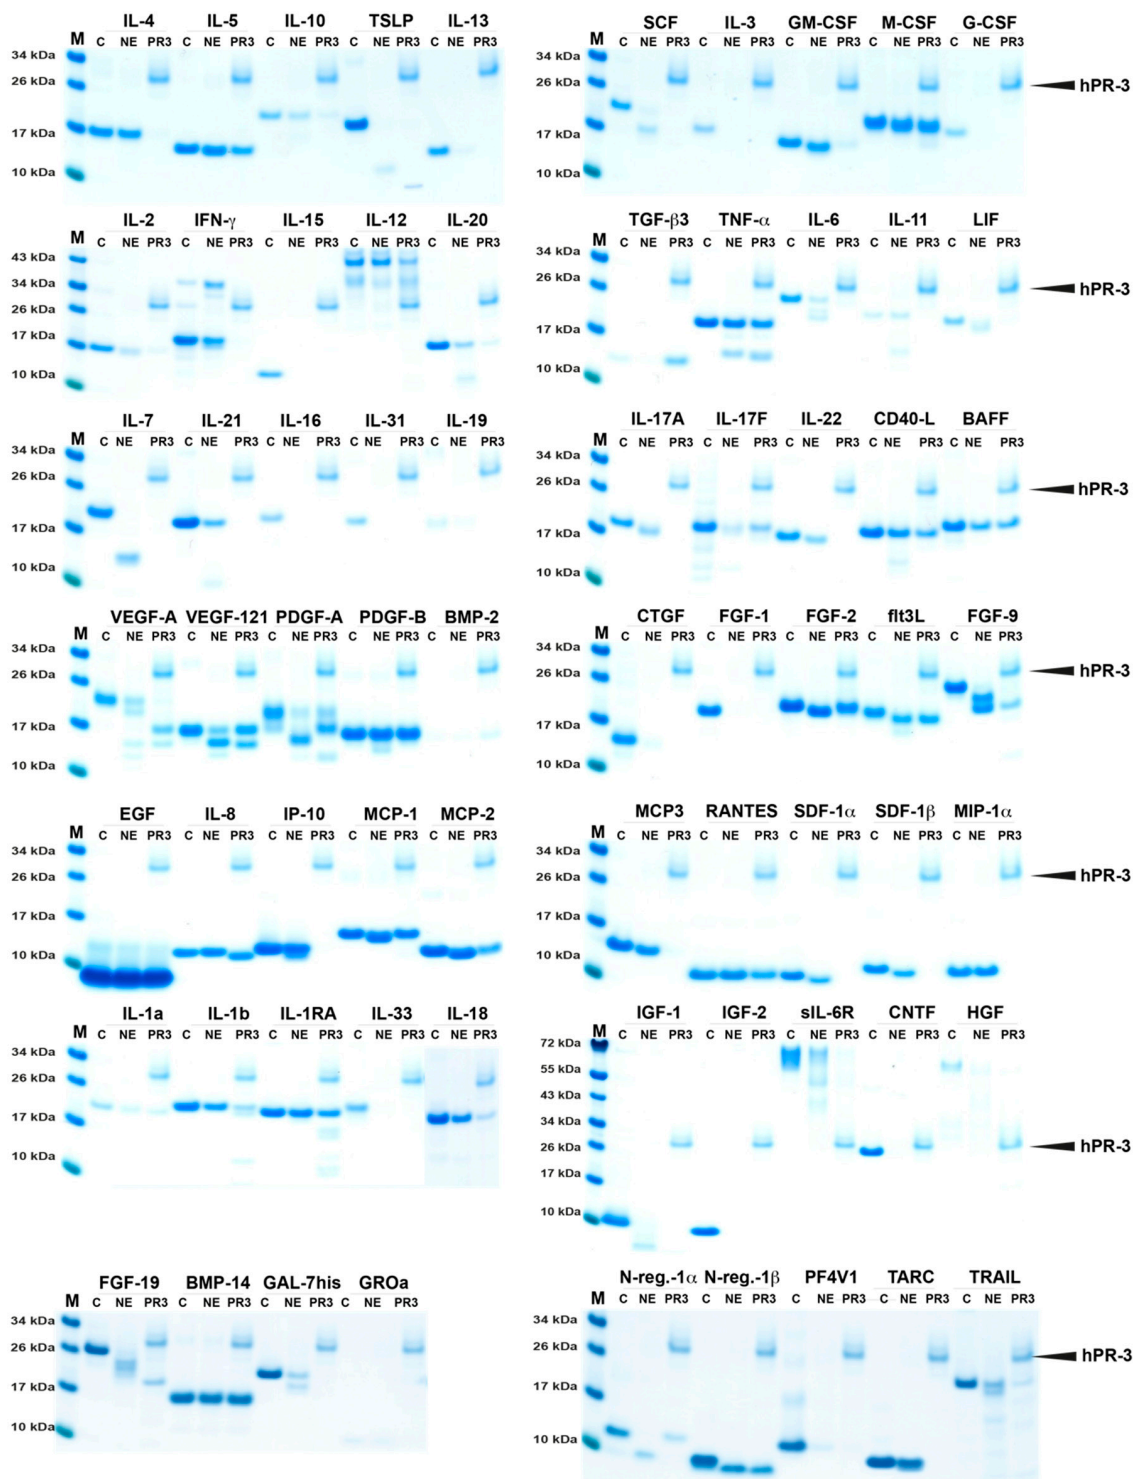 IL-4 IL-5 IL-10 TSLP IL-13
M C NE PR3 C NE PR3 C NE PR3 C NE PR3 C NE PR3
34 kDa
26 kDa
17 kDa
10 kDa
SCF IL-3 GM-CSF M-CSF G-CSF
M C NE PR3 C NE PR3 C NE PR3 C NE PR3 C NE PR3
34 kDa
26 kDa
hPR-3
17 kDa
10 kDa
IL-2 IFN-γ IL-15 IL-12 IL-20
M C NE PR3 C NE PR3 C NE PR3 C NE PR3 C NE PR3
43 kDa
34 kDa
26 kDa
17 kDa
10 kDa
TGF-β3 TNF-α IL-6 IL-11 LIF
M C NE PR3 C NE PR3 C NE PR3 C NE PR3 C NE PR3
34 kDa
26 kDa
hPR-3
17 kDa
10 kDa
IL-7 IL-21 IL-16 IL-31 IL-19
M C NE PR3 C NE PR3 C NE PR3 C NE PR3 C NE PR3
34 kDa
26 kDa
17 kDa
10 kDa
IL-17A IL-17F IL-22 CD40-L BAFF
M C NE PR3 C NE PR3 C NE PR3 C NE PR3 C NE PR3
34 kDa
26 kDa
hPR-3
17 kDa
10 kDa
VEGF-A VEGF-121 PDGF-A PDGF-B BMP-2
M C NE PR3 C NE PR3 C NE PR3 C NE PR3 C NE PR3
34 kDa
26 kDa
17 kDa
10 kDa
CTGF FGF-1 FGF-2 flt3L FGF-9
M C NE PR3 C NE PR3 C NE PR3 C NE PR3 C NE PR3
34 kDa
26 kDa
hPR-3
17 kDa
10 kDa
EGF IL-8 IP-10 MCP-1 MCP-2
M C NE PR3 C NE PR3 C NE PR3 C NE PR3 C NE PR3
34 kDa
26 kDa
17 kDa
10 kDa
MCP3 RANTES SDF-1α SDF-1β MIP-1α
M C NE PR3 C NE PR3 C NE PR3 C NE PR3 C NE PR3
34 kDa
26 kDa
hPR-3
17 kDa
10 kDa
IL-1a IL-1b IL-1RA IL-33 IL-18
M C NE PR3 C NE PR3 C NE PR3 C NE PR3 C NE PR3
34 kDa
26 kDa
17 kDa
10 kDa
IGF-1 IGF-2 sIL-6R CNTF HGF
M C NE PR3 C NE PR3 C NE PR3 C NE PR3 C NE PR3
72 kDa
55 kDa
43 kDa
34 kDa
26 kDa
hPR-3
17 kDa
10 kDa
FGF-19 BMP-14 GAL-7his GROa
M C NE PR3 C NE PR3 C NE PR3 C NE PR3
34 kDa
26 kDa
17 kDa
10 kDa
N-reg.-1α N-reg.-1β PF4V1 TARC TRAIL
M C NE PR3 C NE PR3 C NE PR3 C NE PR3 C NE PR3
34 kDa
26 kDa
hPR-3
17 kDa
10 kDa